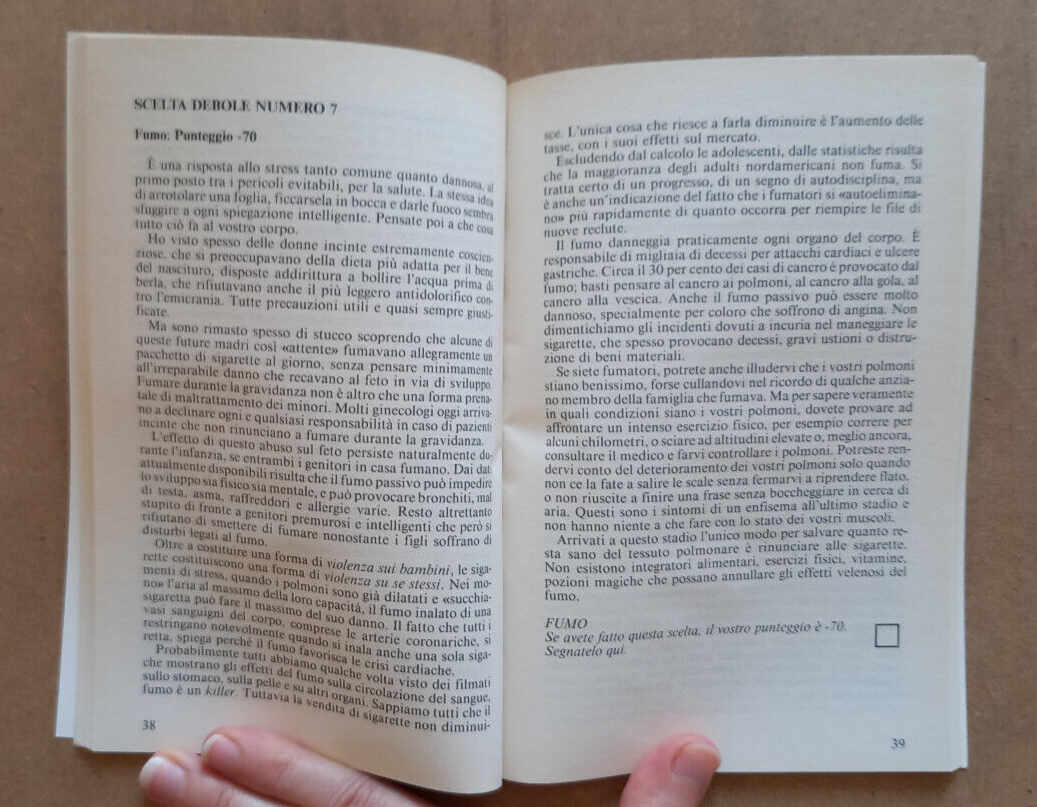 SCELTA DEBOLE NUMERO 7
Fumo: Punteggio -70
È una risposta allo stress tanto comune quanto dannosa, al
primo posto tra i pericoli evitabili, per la salute. La stessa idea
di arrotolare una foglia, ficcarsela in bocca e darle fuoco sembra
sfuggire a ogni spiegazione intelligente. Pensate poi a che cosa
tutto ciò fa al vostro corpo.
Ho visto spesso delle donne incinte estremamente coscien-
ziose, che si preoccupavano della dieta più adatta per il bene
del nascituro, disposte addirittura a bollire l'acqua prima di
berla, che rifiutavano anche il più leggero antidolorifico con-
tro l'emicrania. Tutte precauzioni utili e quasi sempre giusti-
ficate.
Ma sono rimasto spesso di stucco scoprendo che alcune di
queste future madri così «attente» fumavano allegramente un
pacchetto di sigarette al giorno, senza pensare minimamente
all'irreparabile danno che recavano al feto in via di sviluppo.
Fumare durante la gravidanza non è altro che una forma prena-
tale di maltrattamento dei minori. Molti ginecologi oggi arriva-
no a declinare ogni e qualsiasi responsabilità in caso di pazienti
incinte che non rinunciano a fumare durante la gravidanza.
L'effetto di questo abuso sul feto persiste naturalmente du-
rante l'infanzia, se entrambi i genitori in casa fumano. Dai dati
attualmente disponibili risulta che il fumo passivo può impedire
lo sviluppo sia fisico sia mentale, e può provocare bronchiti, mal
di testa, asma, raffreddori e allergie varie. Resto altrettanto
stupito di fronte a genitori premurosi e intelligenti che però si
rifiutano di smettere di fumare nonostante i figli soffrano di
disturbi legati al fumo.
Oltre a costituire una forma di violenza sui bambini, le siga-
rette costituiscono una forma di violenza su se stessi. Nei mo-
menti di stress, quando i polmoni sono già dilatati e «succhia-
no» l'aria al massimo della loro capacità, il fumo inalato di una
sigaretta può fare il massimo del suo danno. Il fatto che tutti i
vasi sanguigni del corpo, comprese le arterie coronariche, si
restringano notevolmente quando si inala anche una sola siga-
retta, spiega perché il fumo favorisca le crisi cardiache.
Probabilmente tutti abbiamo qualche volta visto dei filmati
che mostrano gli effetti del fumo sulla circolazione del sangue,
sullo stomaco, sulla pelle e su altri organi. Sappiamo tutti che il
fumo è un killer. Tuttavia la vendita di sigarette non diminui-
38
sce. L'unica cosa che riesce a farla diminuire è l'aumento delle
tasse, con i suoi effetti sul mercato.
Escludendo dal calcolo le adolescenti, dalle statistiche risulta
che la maggioranza degli adulti nordamericani non fuma. Si
tratta certo di un progresso, di un segno di autodisciplina, ma
è anche un'indicazione del fatto che i fumatori si «autoelimina-
no» più rapidamente di quanto occorra per riempire le file di
nuove reclute.
Il fumo danneggia praticamente ogni organo del corpo. È
responsabile di migliaia di decessi per attacchi cardiaci e ulcere
gastriche. Circa il 30 per cento dei casi di cancro è provocato dal
fumo; basti pensare al cancro ai polmoni, al cancro alla gola, al
cancro alla vescica. Anche il fumo passivo può essere molto
dannoso, specialmente per coloro che soffrono di angina. Non
dimentichiamo gli incidenti dovuti a incuria nel maneggiare le
sigarette, che spesso provocano decessi, gravi ustioni o distru-
zione di beni materiali.
Se siete fumatori, potrete anche illudervi che i vostri polmoni
stiano benissimo, forse cullandovi nel ricordo di qualche anzia-
no membro della famiglia che fumava. Ma per sapere veramente
in quali condizioni siano i vostri polmoni, dovete provare ad
affrontare un intenso esercizio fisico, per esempio correre per
alcuni chilometri, o sciare ad altitudini elevate o, meglio ancora,
consultare il medico e farvi controllare i polmoni. Potreste ren-
dervi conto del deterioramento dei vostri polmoni solo quando
non ce la fate a salire le scale senza fermarvi a riprendere fiato,
o non riuscite a finire una frase senza boccheggiare in cerca di
aria. Questi sono i sintomi di un enfisema all'ultimo stadio e
non hanno niente a che fare con lo stato dei vostri muscoli.
Arrivati a questo stadio l'unico modo per salvare quanto re-
sta sano del tessuto polmonare è rinunciare alle sigarette.
Non esistono integratori alimentari, esercizi fisici, vitamine,
pozioni magiche che possano annullare gli effetti velenosi del
fumo.
FUMO
Se avete fatto questa scelta, il vostro punteggio è -70.
Segnatelo qui.
39